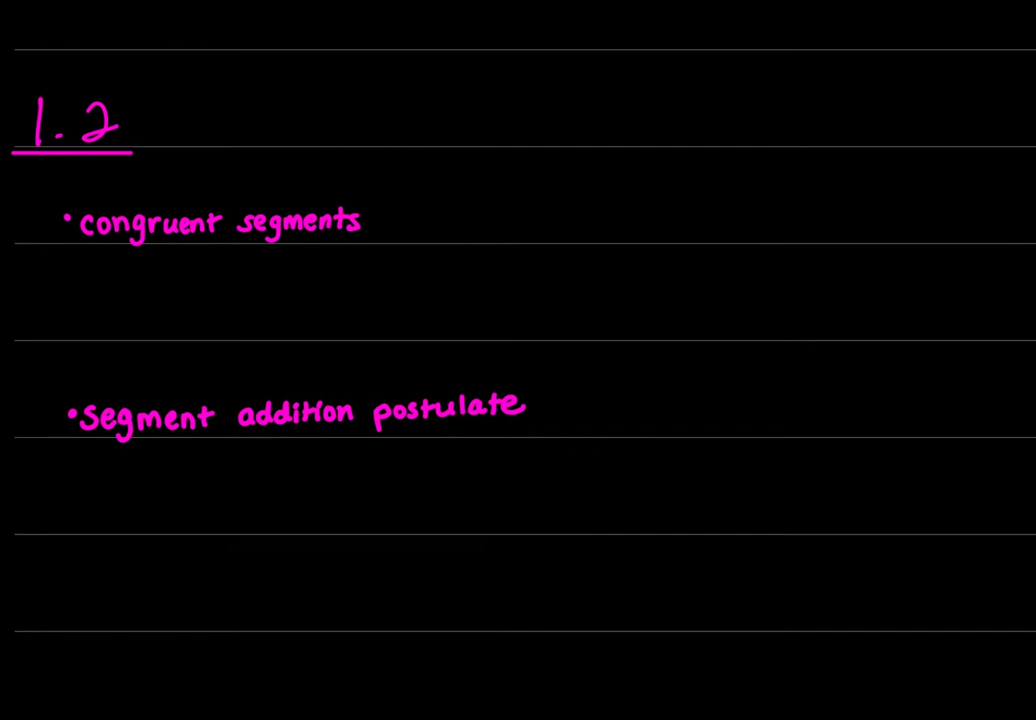 1.2
• congruent segments
• Segment addition postulate